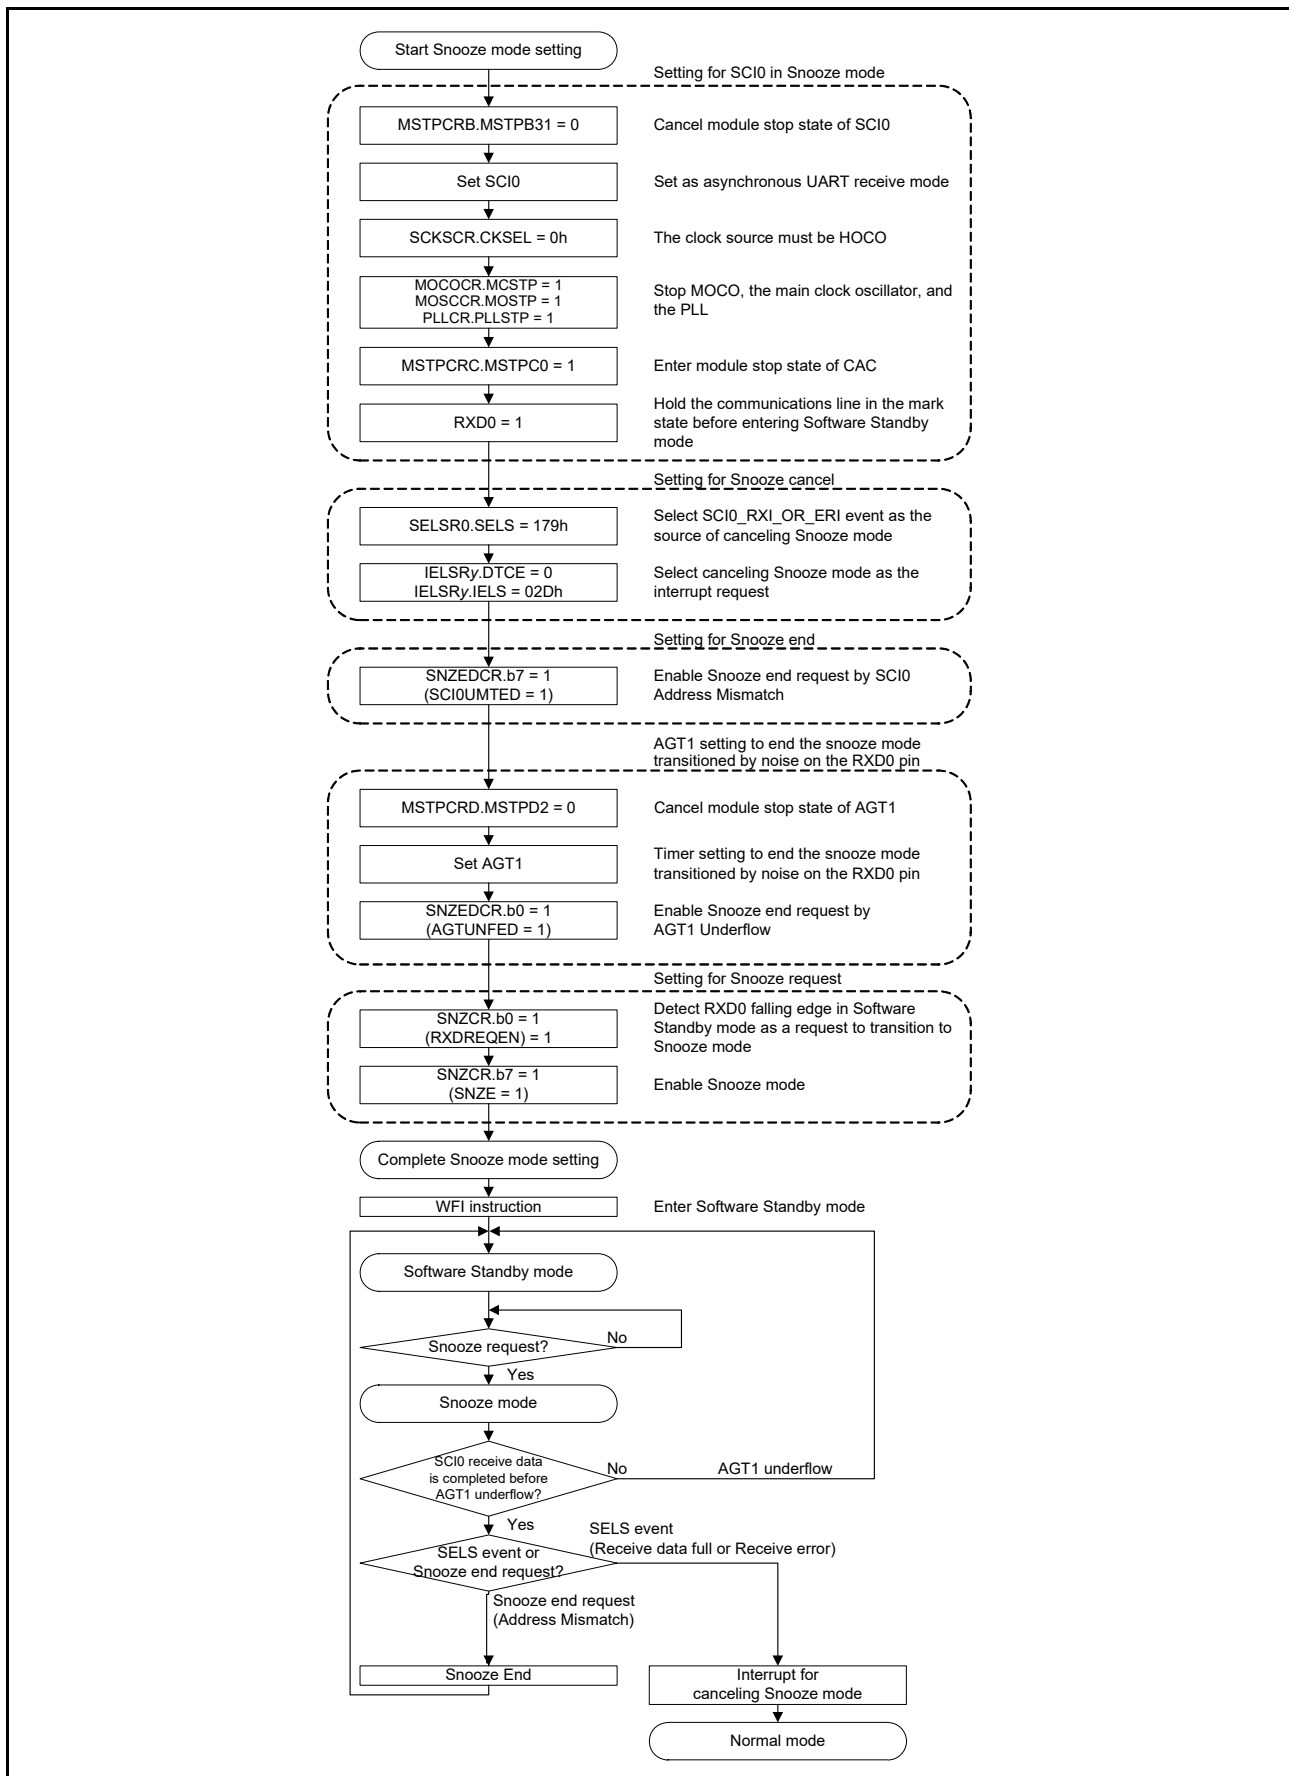 Start Snooze mode setting
Setting for SCI0 in Snooze mode
MSTPCRB.MSTPB31 = 0
Cancel module stop state of SCI0
Set SCI0
Set as asynchronous UART receive mode
SCKSCR.CKSEL = 0h
The clock source must be HOCO
MOCOCR.MCSTP = 1
MOSCCR.MOSTP = 1
PLLCR.PLLSTP = 1
Stop MOCO, the main clock oscillator, and
the PLL
MSTPCRC.MSTPC0 = 1
Enter module stop state of CAC
RXD0 = 1
Hold the communications line in the mark
state before entering Software Standby
mode
Setting for Snooze cancel
SELSR0.SELS = 179h
Select SCI0_RXI_OR_ERI event as the
source of canceling Snooze mode
IELSRy.DTCE = 0
IELSRy.IELS = 02Dh
Select canceling Snooze mode as the
interrupt request
Setting for Snooze end
SNZEDCR.b7 = 1
(SCI0UMTED = 1)
Enable Snooze end request by SCI0
Address Mismatch
AGT1 setting to end the snooze mode
transitioned by noise on the RXD0 pin
MSTPCRD.MSTPD2 = 0
Cancel module stop state of AGT1
Set AGT1
Timer setting to end the snooze mode
transitioned by noise on the RXD0 pin
SNZEDCR.b0 = 1
(AGTUNFED = 1)
Enable Snooze end request by
AGT1 Underflow
Setting for Snooze request
SNZCR.b0 = 1
(RXDREQEN) = 1
Detect RXD0 falling edge in Software
Standby mode as a request to transition to
Snooze mode
SNZCR.b7 = 1
(SNZE = 1)
Enable Snooze mode
Complete Snooze mode setting
WFI instruction
Enter Software Standby mode
Software Standby mode
Snooze request?
No
Yes
Snooze mode
SCI0 receive data
is completed before
AGT1 underflow?
No
AGT1 underflow
Yes
SELS event or
Snooze end request?
SELS event
(Receive data full or Receive error)
Snooze end request
(Address Mismatch)
Snooze End
Interrupt for
canceling Snooze mode
Normal mode